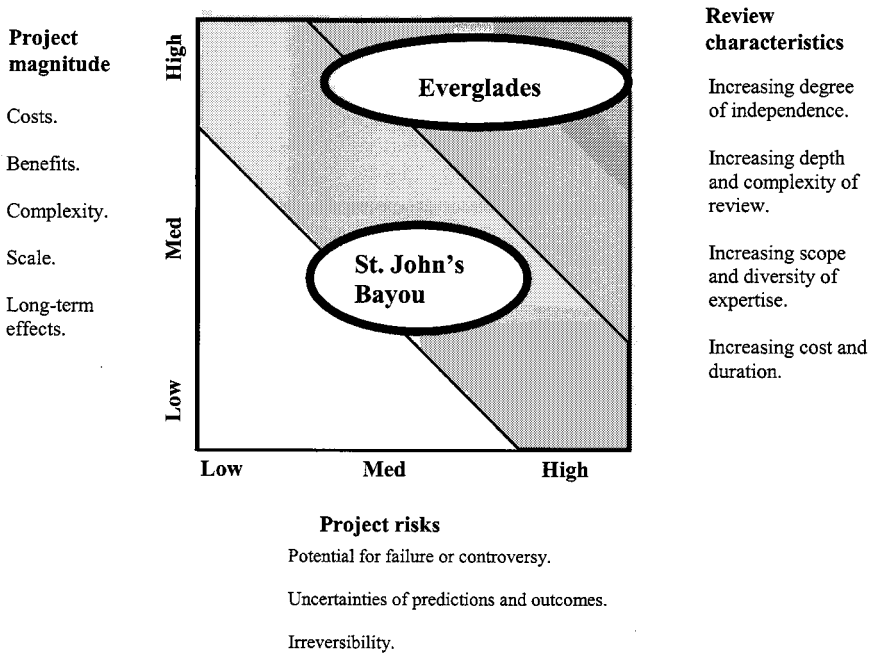 Project
magnitude
Costs.
Benefits.
Complexity.
Scale.
Long-term
effects.
High
Med
Low
Everglades
St. John's
Bayou
Low
Med
High
Project risks
Potential for failure or controversy.
Uncertainties of predictions and outcomes.
Irreversibility.
Review
characteristics
Increasing degree
of independence.
Increasing depth
and complexity of
review.
Increasing scope
and diversity of
expertise.
Increasing cost and
duration.